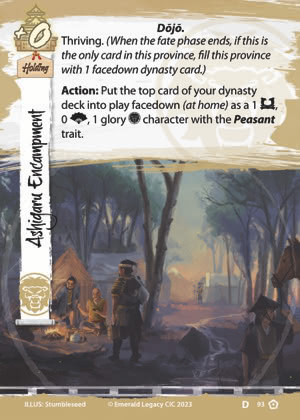 +0
Holding
Dōjō.
Thriving. (When the fate phase ends, if this is
the only card in this province, fill this province
with 1 facedown dynasty card.)
Action: Put the top card of your dynasty
deck into play facedown (at home) as a 1 ,
0 , 1 glory character with the Peasant
trait.
Ashigaru Encampment
ILLUS: Stumbleseed
© Emerald Legacy CIC 2023
D 93